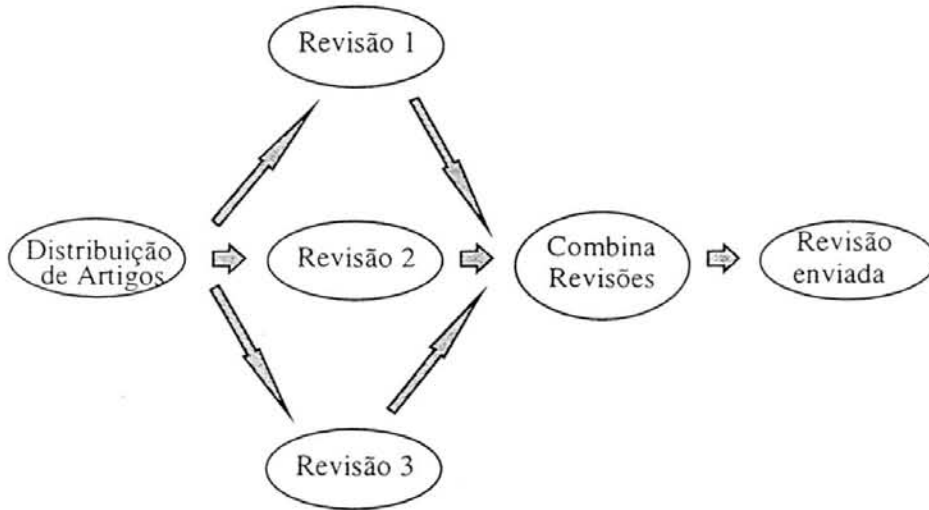 Revisão 1
Distribuição
de Artigos
Revisão 2
Combina
Revisões
Revisão
enviada
Revisão 3